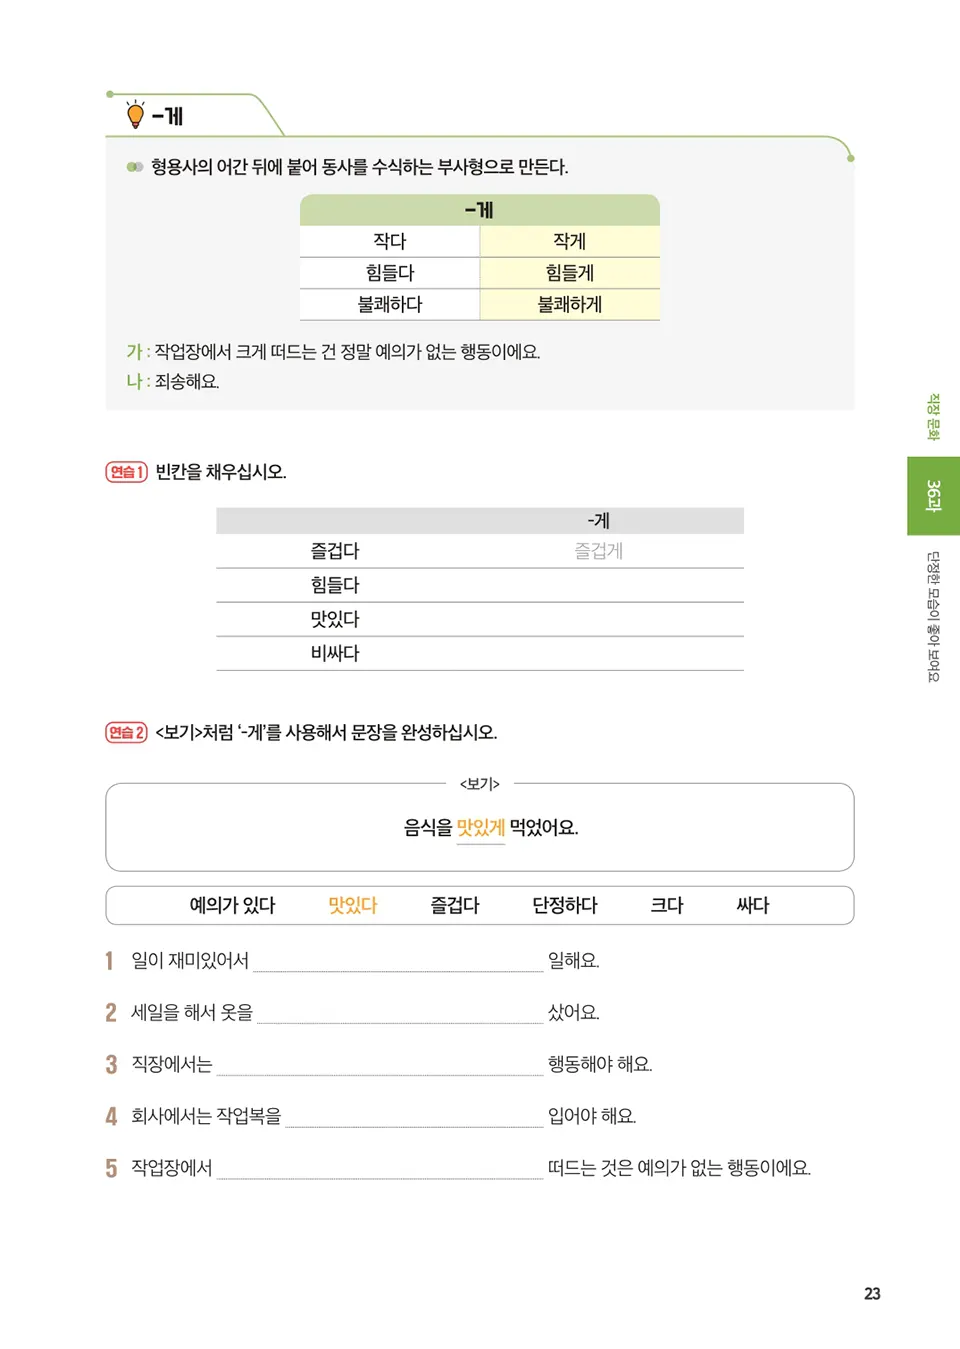 -게
형용사의 어간 뒤에 붙어 동사를 수식하는 부사형으로 만든다.
-게
작다 작게
힘들다 힘들게
불쾌하다 불쾌하게
가 : 작업장에서 크게 떠드는 건 정말 예의가 없는 행동이에요.
나 : 죄송해요.
연습 1 빈칸을 채우십시오.
-게
즐겁다 즐겁게
힘들다
맛있다
비싸다
연습 2 <보기>처럼 ‘-게’를 사용해서 문장을 완성하십시오.
<보기>
음식을 맛있게 먹었어요.
예의가 있다 맛있다 즐겁다 단정하다 크다 싸다
1 일이 재미있어서 일해요.
2 세일을 해서 옷을 샀어요.
3 직장에서는 행동해야 해요.
4 회사에서는 작업복을 입어야 해요.
5 작업장에서 떠드는 것은 예의가 없는 행동이에요.
직장 문화
36과
단정한 모습이 좋아 보여요
23